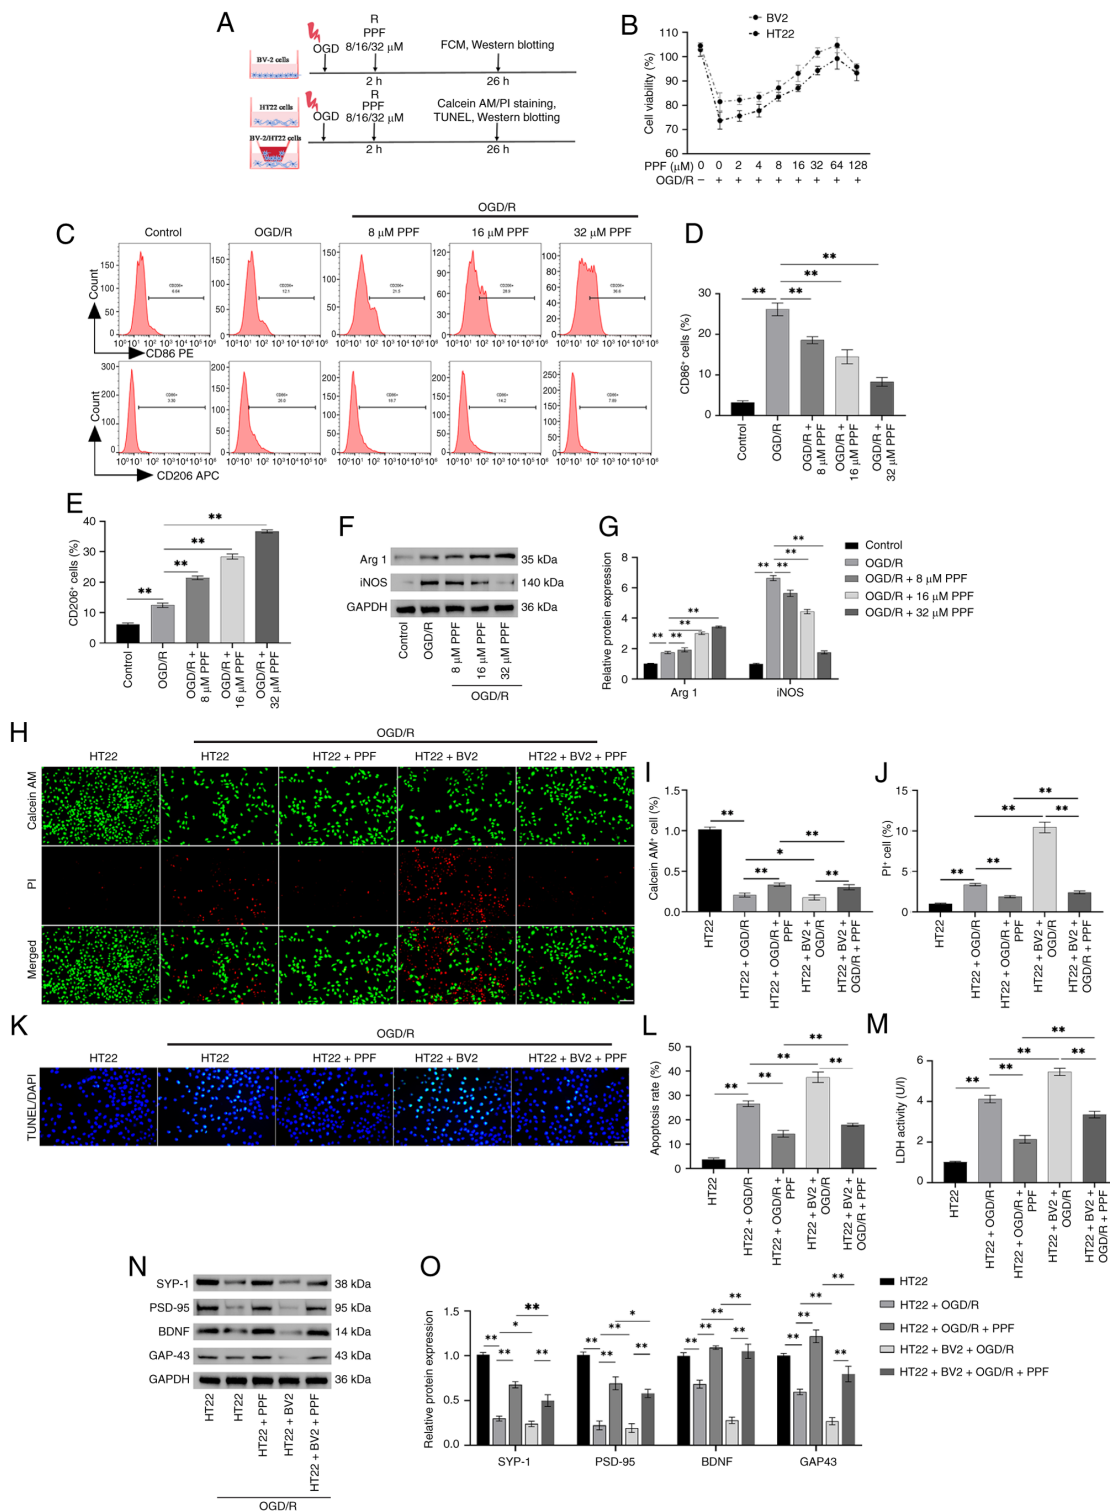 A
R
PPF
OGD 8/16/32 µM
FCM, Western blotting
BV-2 cells
2 h
26 h
R
PPF
OGD 8/16/32 µM
Calcein AM/PI staining,
TUNEL, Western blotting
HT22 cells
BV-2/HT22 cells
2 h
26 h
B
BV2
HT22
Cell viability (%)
100
90
80
70
60
PPF (µM) 0 0 2 4 8 16 32 64 128
OGD/R – + + + + + + + +
C
OGD/R
Control
OGD/R
8 µM PPF
16 µM PPF
32 µM PPF
Count
CD86 PE
Count
CD206 APC
D
CD86⁺ cells (%)
30
20
10
0
** ** ** **
Control
OGD/R
OGD/R + 8 µM PPF
OGD/R + 16 µM PPF
OGD/R + 32 µM PPF
E
CD206⁺ cells (%)
40
30
20
10
0
** ** ** **
Control
OGD/R
OGD/R + 8 µM PPF
OGD/R + 16 µM PPF
OGD/R + 32 µM PPF
F
Arg 1 35 kDa
iNOS 140 kDa
GAPDH 36 kDa
Control
OGD/R
8 µM PPF
16 µM PPF
32 µM PPF
OGD/R
G
Relative protein expression
8
6
4
2
0
** ** ** **
** ** ** **
Arg 1
iNOS
Control
OGD/R
OGD/R + 8 µM PPF
OGD/R + 16 µM PPF
OGD/R + 32 µM PPF
H
OGD/R
HT22
HT22
HT22 + PPF
HT22 + BV2
HT22 + BV2 + PPF
Calcein AM
PI
Merged
I
Calcein AM⁺ cell (%)
1.5
1.0
0.5
0.0
** ** * ** **
HT22
HT22 + OGD/R
HT22 + OGD/R + PPF
HT22 + BV2 + OGD/R
HT22 + BV2 + OGD/R + PPF
J
PI⁺ cell (%)
15
10
5
0
** ** ** ** **
HT22
HT22 + OGD/R
HT22 + OGD/R + PPF
HT22 + BV2 + OGD/R
HT22 + BV2 + OGD/R + PPF
K
OGD/R
HT22
HT22
HT22 + PPF
HT22 + BV2
HT22 + BV2 + PPF
TUNEL/DAPI
L
Apoptosis rate (%)
50
40
30
20
10
0
** ** ** ** **
HT22
HT22 + OGD/R
HT22 + OGD/R + PPF
HT22 + BV2 + OGD/R
HT22 + BV2 + OGD/R + PPF
M
LDH activity (U/l)
6
4
2
0
** ** ** ** **
HT22
HT22 + OGD/R
HT22 + OGD/R + PPF
HT22 + BV2 + OGD/R
HT22 + BV2 + OGD/R + PPF
N
SYP-1 38 kDa
PSD-95 95 kDa
BDNF 14 kDa
GAP-43 43 kDa
GAPDH 36 kDa
HT22
HT22
HT22 + PPF
HT22 + BV2
HT22 + BV2 + PPF
OGD/R
O
Relative protein expression
1.5
1.0
0.5
0.0
** ** * ** **
** ** ** ** *
** ** ** ** **
** ** ** ** **
SYP-1
PSD-95
BDNF
GAP43
HT22
HT22 + OGD/R
HT22 + OGD/R + PPF
HT22 + BV2 + OGD/R
HT22 + BV2 + OGD/R + PPF